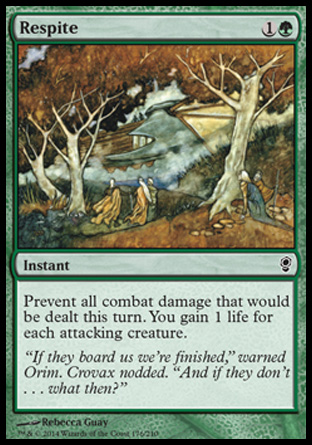 Respite 1
Instant
Prevent all combat damage that would
be dealt this turn. You gain 1 life for
each attacking creature.
"If they board us we're finished," warned
Orim. Crovax nodded. "And if they don't
. . . what then?"
Rebecca Guay
™ & © 2014 Wizards of the Coast 176/210